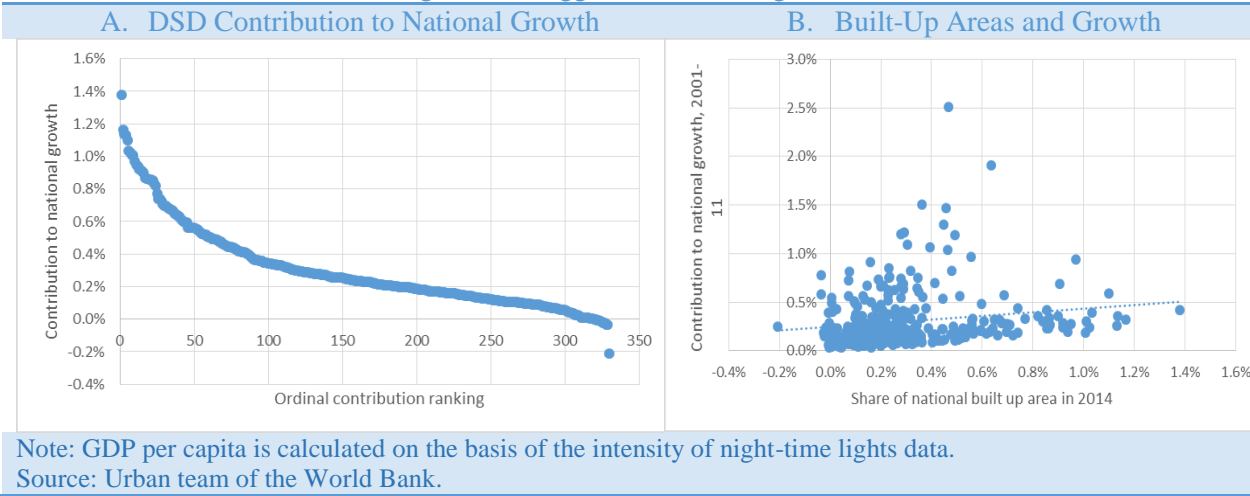 A. DSD Contribution to National Growth
1.6%
1.4%
1.2%
1.0%
0.8%
0.6%
0.4%
0.2%
0.0%
-0.2%
-0.4%
0 50 100 150 200 250 300 350
Contribution to national growth
Ordinal contribution ranking
B. Built-Up Areas and Growth
3.0%
2.5%
2.0%
1.5%
1.0%
0.5%
0.0%
-0.4% -0.2% 0.0% 0.2% 0.4% 0.6% 0.8% 1.0% 1.2% 1.4% 1.6%
Contribution to national growth, 2001-
11
Share of national built up area in 2014
Note: GDP per capita is calculated on the basis of the intensity of night-time lights data.
Source: Urban team of the World Bank.